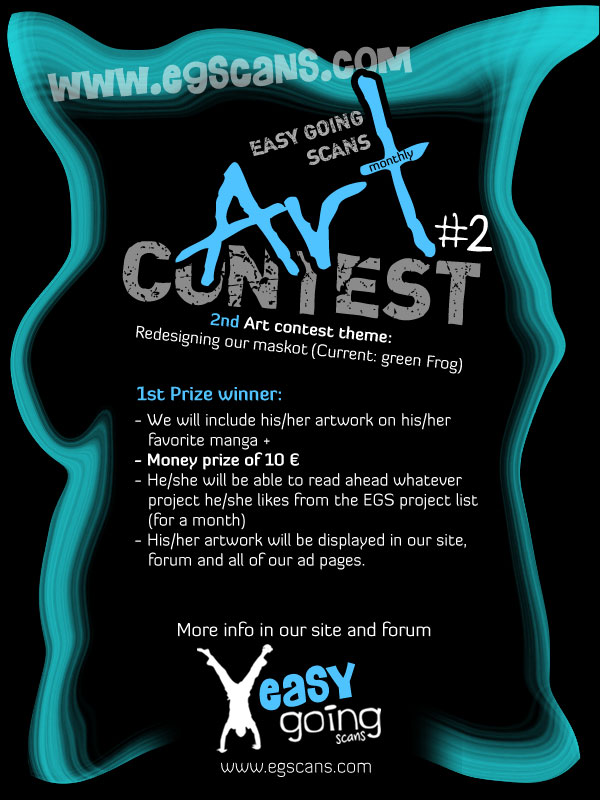 www.egscans.com
EASY GOING
SCANS
monthly
Art
#2
CONTEST
2nd Art contest theme:
Redesigning our maskot (Current: green Frog)
1st Prize winner:
- We will include his/her artwork on his/her
favorite manga +
- Money prize of 10 €
- He/she will be able to read ahead whatever
project he/she likes from the EGS project list
(for a month)
- His/her artwork will be displayed in our site,
forum and all of our ad pages.
More info in our site and forum
easy
going
scans
www.egscans.com